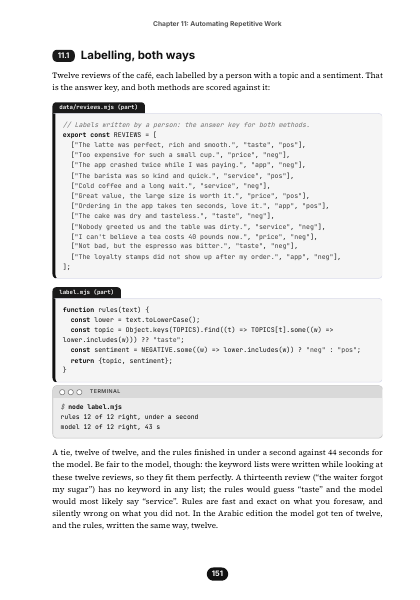 Chapter 11: Automating Repetitive Work
11.1 Labelling, both ways
Twelve reviews of the café, each labelled by a person with a topic and a sentiment. That
is the answer key, and both methods are scored against it:
data/reviews.mjs (part)
// Labels written by a person: the answer key for both methods.
export const REVIEWS = [
["The latte was perfect, rich and smooth.", "taste", "pos"],
["Too expensive for such a small cup.", "price", "neg"],
["The app crashed twice while I was paying.", "app", "neg"],
["The barista was so kind and quick.", "service", "pos"],
["Cold coffee and a long wait.", "service", "neg"],
["Great value, the large size is worth it.", "price", "pos"],
["Ordering in the app takes ten seconds, love it.", "app", "pos"],
["The cake was dry and tasteless.", "taste", "neg"],
["Nobody greeted us and the table was dirty.", "service", "neg"],
["I can't believe a tea costs 40 pounds now.", "price", "neg"],
["Not bad, but the espresso was bitter.", "taste", "neg"],
["The loyalty stamps did not show up after my order.", "app", "neg"],
];
label.mjs (part)
function rules(text) {
const lower = text.toLowerCase();
const topic = Object.keys(TOPICS).find((t) => TOPICS[t].some((w) =>
lower.includes(w))) ?? "taste";
const sentiment = NEGATIVE.some((w) => lower.includes(w)) ? "neg" : "pos";
return {topic, sentiment};
}
TERMINAL
$ node label.mjs
rules 12 of 12 right, under a second
model 12 of 12 right, 43 s
A tie, twelve of twelve, and the rules finished in under a second against 44 seconds for
the model. Be fair to the model, though: the keyword lists were written while looking at
these twelve reviews, so they fit them perfectly. A thirteenth review (“the waiter forgot
my sugar”) has no keyword in any list; the rules would guess “taste” and the model
would most likely say “service”. Rules are fast and exact on what you foresaw, and
silently wrong on what you did not. In the Arabic edition the model got ten of twelve,
and the rules, written the same way, twelve.
151